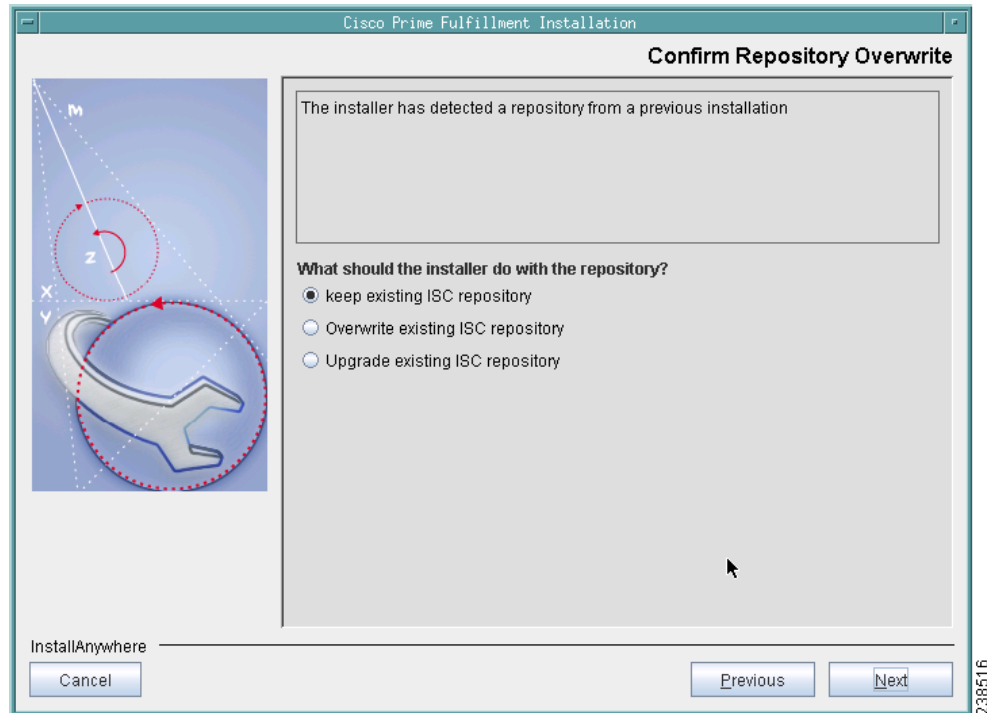 Cisco Prime Fulfillment Installation
Confirm Repository Overwrite
M
Z
X
Y
The installer has detected a repository from a previous installation
What should the installer do with the repository?
keep existing ISC repository
Overwrite existing ISC repository
Upgrade existing ISC repository
InstallAnywhere
Cancel
Previous
Next
238516